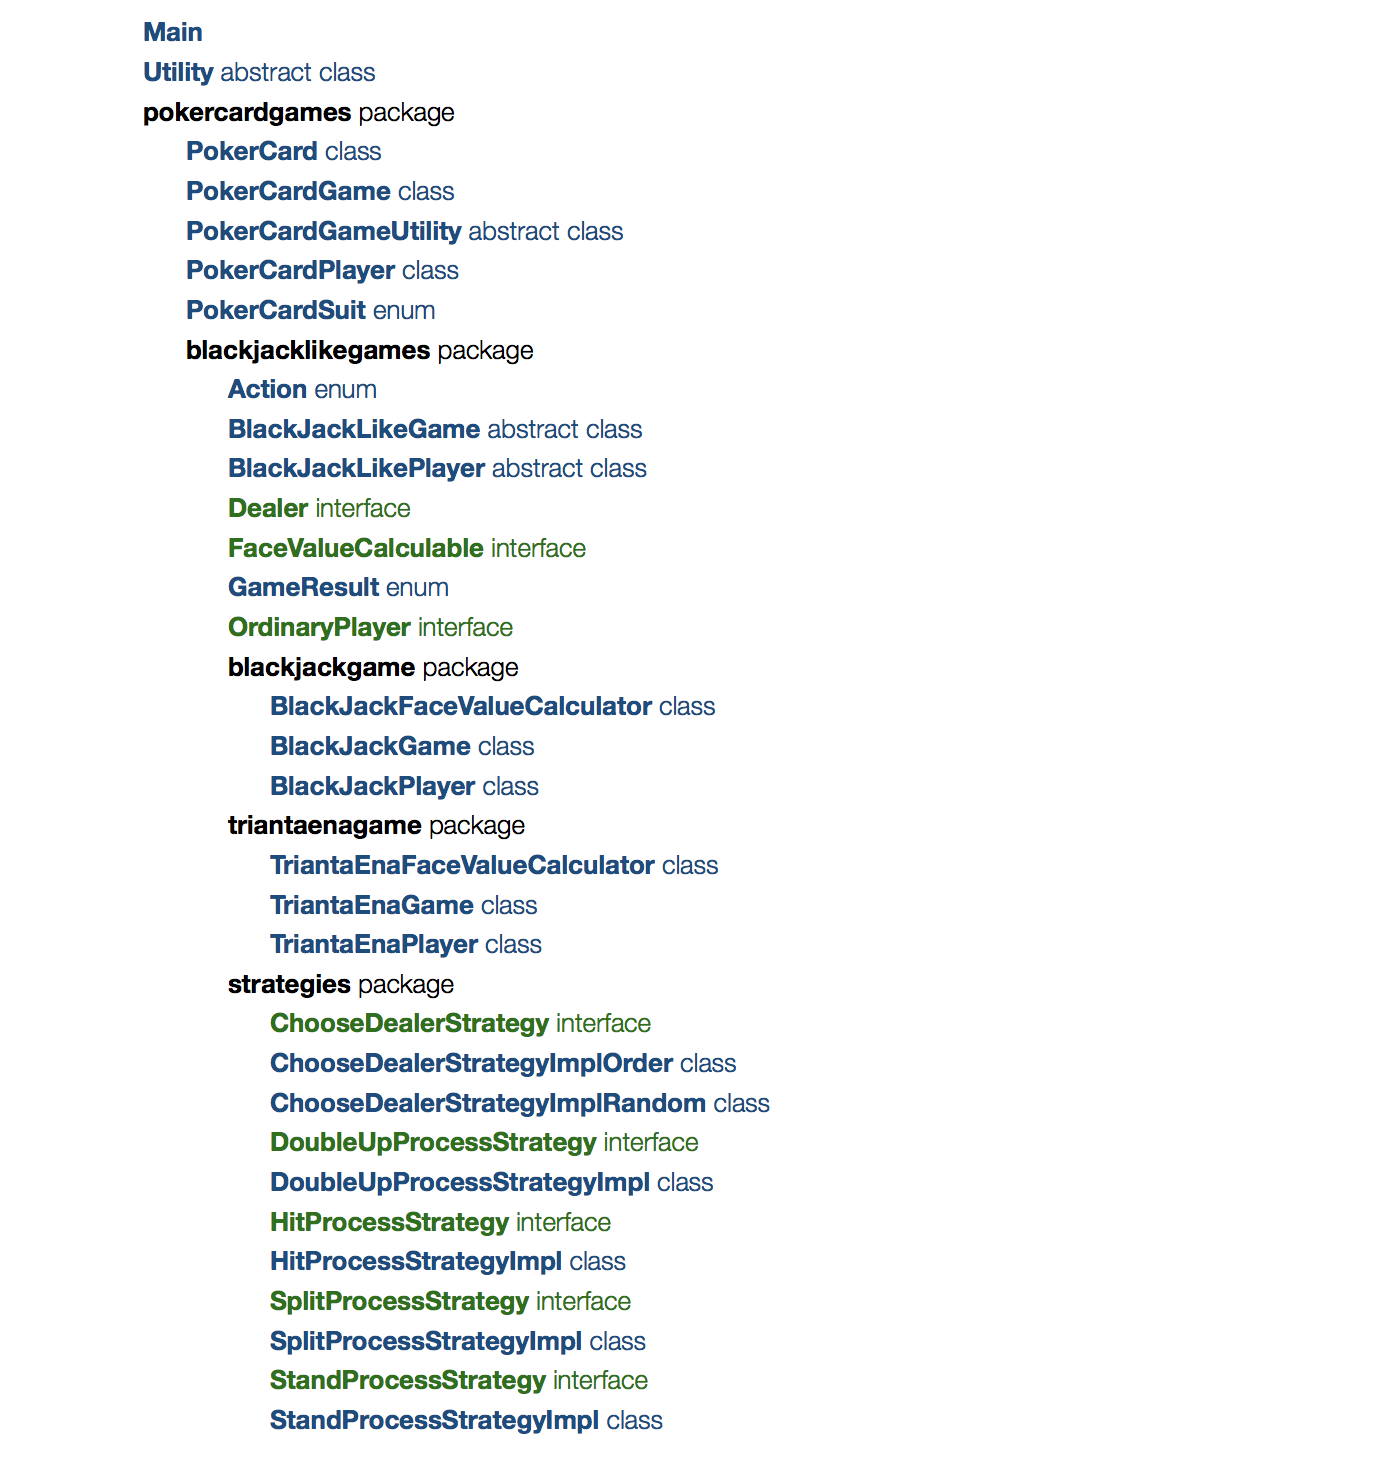 Main
Utility abstract class
pokercardgames package
PokerCard class
PokerCardGame class
PokerCardGameUtility abstract class
PokerCardPlayer class
PokerCardSuit enum
blackjacklikegames package
Action enum
BlackJackLikeGame abstract class
BlackJackLikePlayer abstract class
Dealer interface
FaceValueCalculable interface
GameResult enum
OrdinaryPlayer interface
blackjackgame package
BlackJackFaceValueCalculator class
BlackJackGame class
BlackJackPlayer class
triantaenagame package
TriantaEnaFaceValueCalculator class
TriantaEnaGame class
TriantaEnaPlayer class
strategies package
ChooseDealerStrategy interface
ChooseDealerStrategyImplOrder class
ChooseDealerStrategyImplRandom class
DoubleUpProcessStrategy interface
DoubleUpProcessStrategyImpl class
HitProcessStrategy interface
HitProcessStrategyImpl class
SplitProcessStrategy interface
SplitProcessStrategyImpl class
StandProcessStrategy interface
StandProcessStrategyImpl class